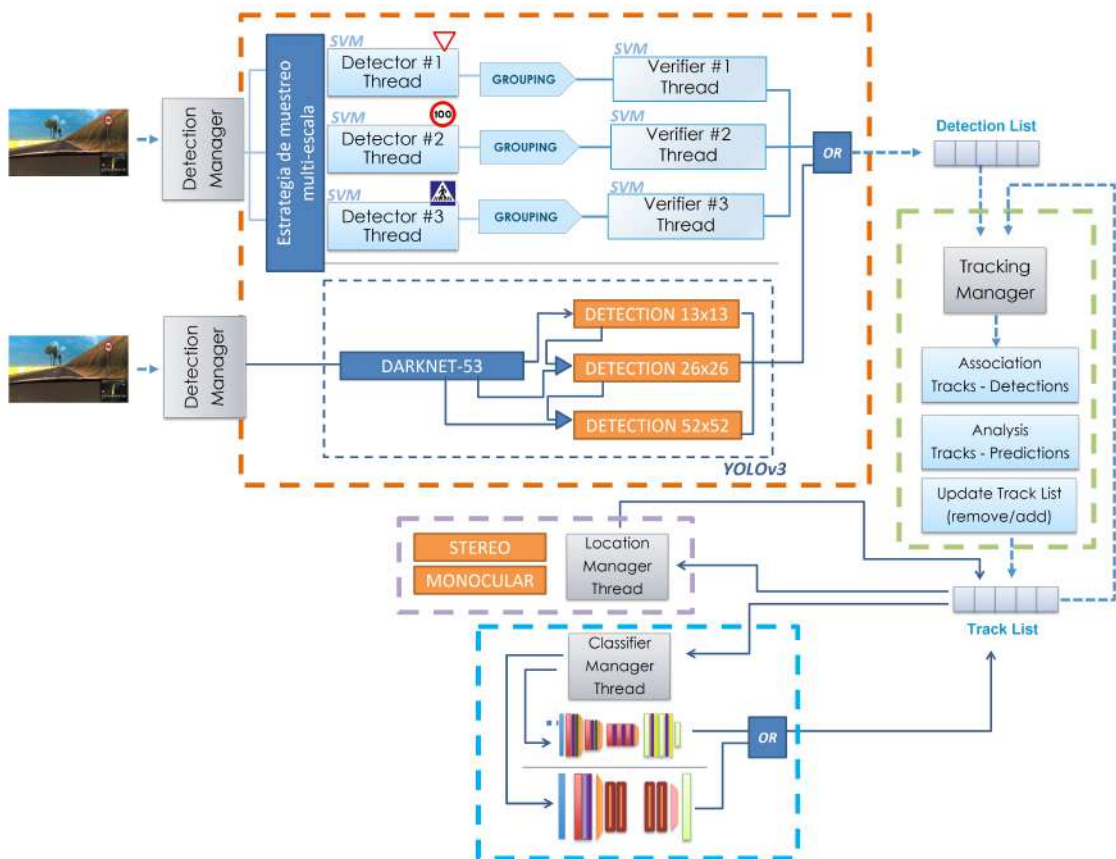 Detection
Manager
Estrategia de muestreo
multi-escala
SVM
Detector #1
Thread
GROUPING
SVM
Verifier #1
Thread
SVM
100
Detector #2
Thread
GROUPING
SVM
Verifier #2
Thread
SVM
Detector #3
Thread
GROUPING
SVM
Verifier #3
Thread
OR
Detection List
Tracking
Manager
Association
Tracks - Detections
Analysis
Tracks - Predictions
Update Track List
(remove/add)
Detection
Manager
DARKNET-53
DETECTION 13x13
DETECTION 26x26
DETECTION 52x52
YOLOv3
STEREO
MONOCULAR
Location
Manager
Thread
Track List
Classifier
Manager
Thread
OR